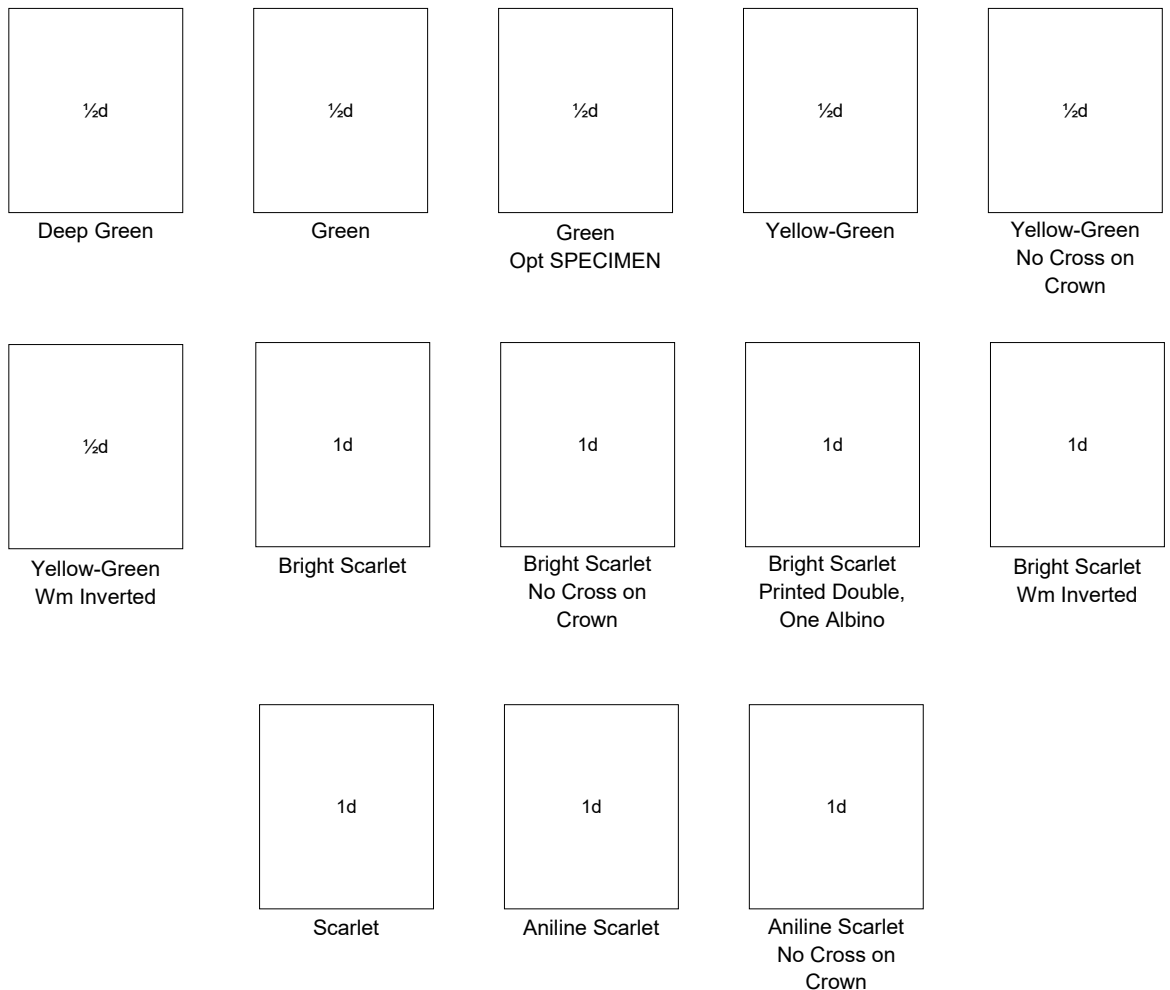 ½d
½d
½d
½d
½d
Deep Green
Green
Green
Opt SPECIMEN
Yellow-Green
Yellow-Green
No Cross on
Crown
½d
1d
1d
1d
1d
Yellow-Green
Wm Inverted
Bright Scarlet
Bright Scarlet
No Cross on
Crown
Bright Scarlet
Printed Double,
One Albino
Bright Scarlet
Wm Inverted
1d
1d
1d
Scarlet
Aniline Scarlet
Aniline Scarlet
No Cross on
Crown